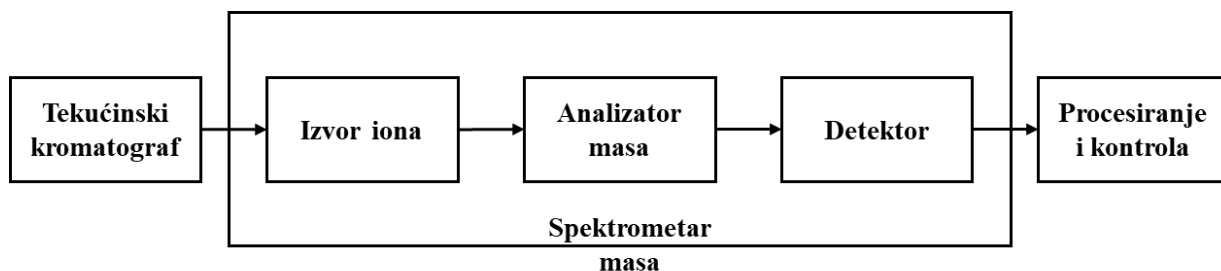 Tekućinski
kromatograf
Izvor iona
Analizator
masa
Detektor
Procesiranje
i kontrola
Spektrometar
masa